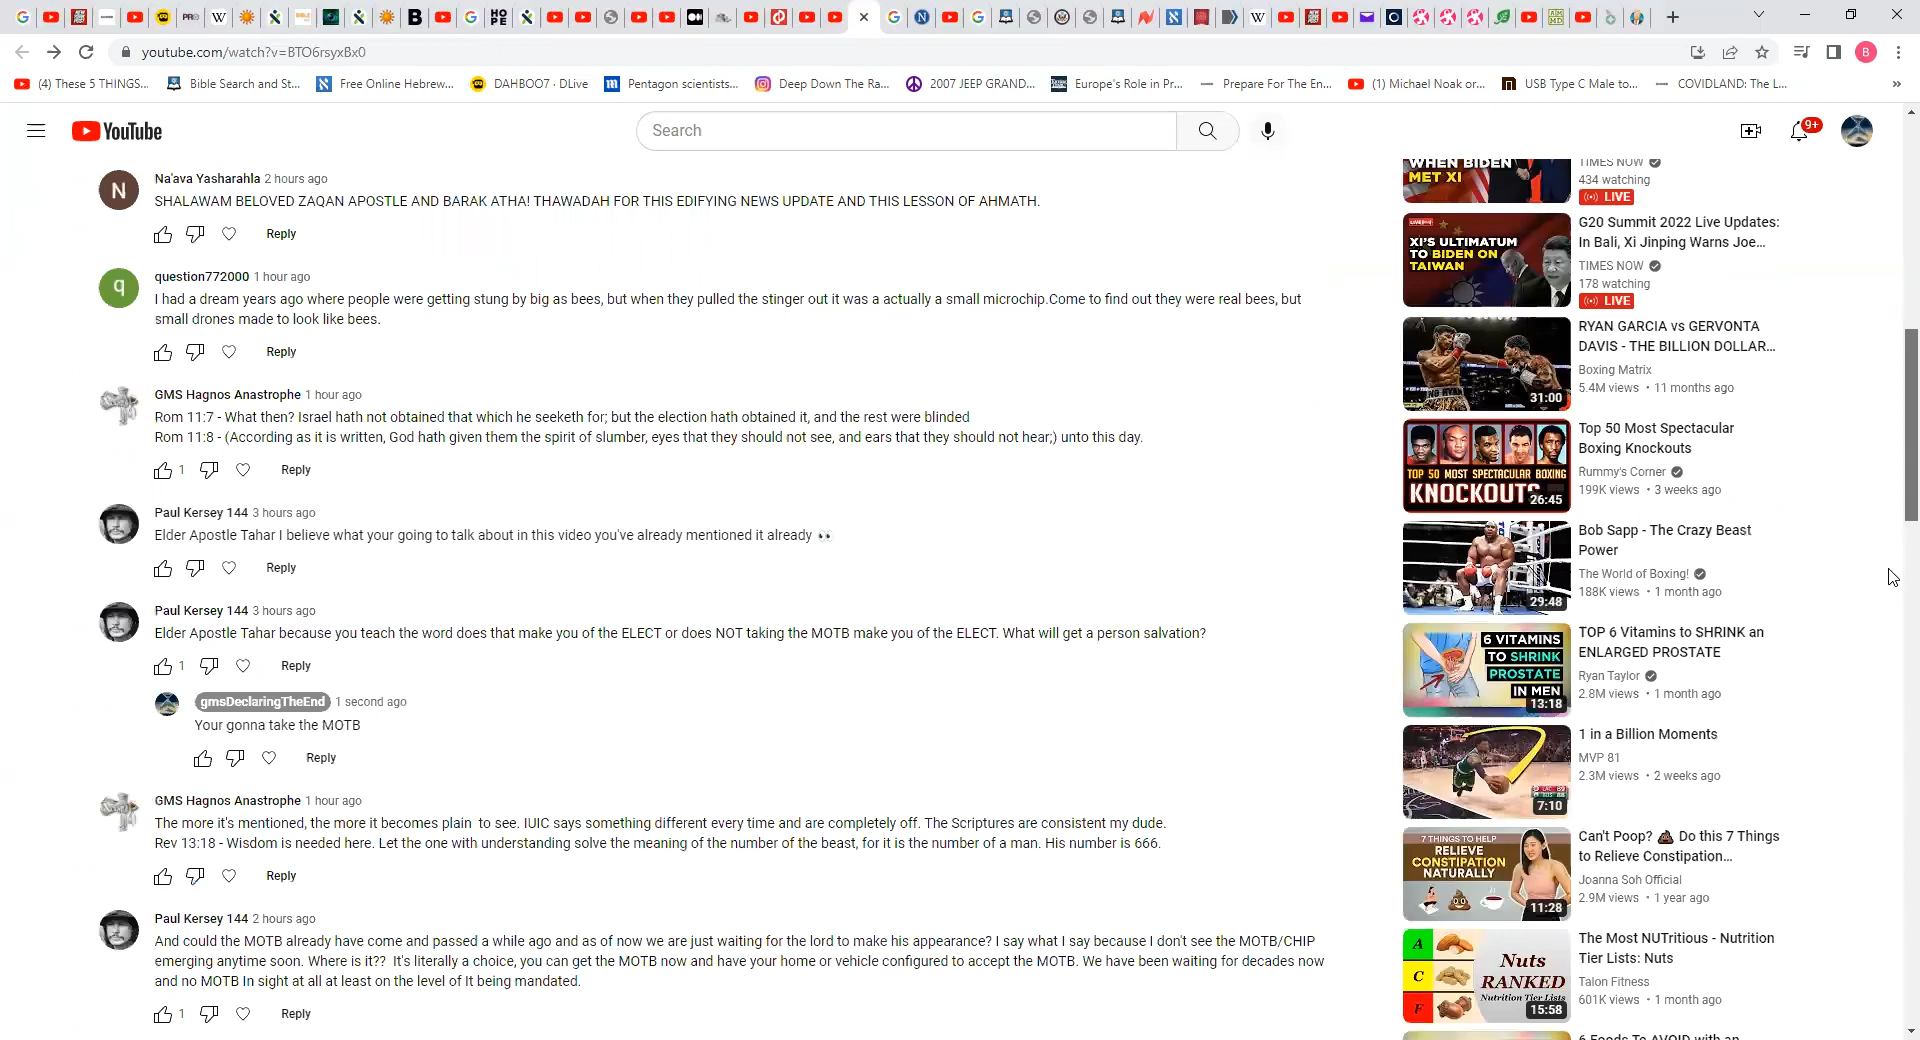 youtube.com/watch?v=BTO6rsyxBx0
B
(4) These 5 THINGS...
Bible Search and St...
Free Online Hebrew...
DAHBOO7 · DLive
Pentagon scientists...
Deep Down The Ra...
2007 JEEP GRAND...
Europe's Role in Pr...
Prepare For The En...
(1) Michael Noak or...
USB Type C Male to...
COVIDLAND: The L...
YouTube
Search
9+
N
Na'ava Yasharahla 2 hours ago
SHALAWAM BELOVED ZAQAN APOSTLE AND BARAK ATHA! THAWADAH FOR THIS EDIFYING NEWS UPDATE AND THIS LESSON OF AHMATH.
Reply
q
question772000 1 hour ago
I had a dream years ago where people were getting stung by big as bees, but when they pulled the stinger out it was a actually a small microchip.Come to find out they were real bees, but
small drones made to look like bees.
Reply
GMS Hagnos Anastrophe 1 hour ago
Rom 11:7 - What then? Israel hath not obtained that which he seeketh for; but the election hath obtained it, and the rest were blinded
Rom 11:8 - (According as it is written, God hath given them the spirit of slumber, eyes that they should not see, and ears that they should not hear;) unto this day.
1 Reply
Paul Kersey 144 3 hours ago
Elder Apostle Tahar I believe what your going to talk about in this video you've already mentioned it already 👀
Reply
Paul Kersey 144 3 hours ago
Elder Apostle Tahar because you teach the word does that make you of the ELECT or does NOT taking the MOTB make you of the ELECT. What will get a person salvation?
1 Reply
gmsDeclaringTheEnd 1 second ago
Your gonna take the MOTB
Reply
GMS Hagnos Anastrophe 1 hour ago
The more it's mentioned, the more it becomes plain to see. IUIC says something different every time and are completely off. The Scriptures are consistent my dude.
Rev 13:18 - Wisdom is needed here. Let the one with understanding solve the meaning of the number of the beast, for it is the number of a man. His number is 666.
Reply
Paul Kersey 144 2 hours ago
And could the MOTB already have come and passed a while ago and as of now we are just waiting for the lord to make his appearance? I say what I say because I don't see the MOTB/CHIP
emerging anytime soon. Where is it?? It's literally a choice, you can get the MOTB now and have your home or vehicle configured to accept the MOTB. We have been waiting for decades now
and no MOTB In sight at all at least on the level of It being mandated.
1 Reply
WHEN BIDEN
MET XI
TIMES NOW
434 watching
LIVE
XI'S ULTIMATUM
TO BIDEN ON
TAIWAN
G20 Summit 2022 Live Updates:
In Bali, Xi Jinping Warns Joe...
TIMES NOW
178 watching
LIVE
31:00
RYAN GARCIA vs GERVONTA
DAVIS - THE BILLION DOLLAR...
Boxing Matrix
5.4M views • 11 months ago
TOP 50 MOST SPECTACULAR BOXING
KNOCKOUTS
26:45
Top 50 Most Spectacular
Boxing Knockouts
Rummy's Corner
199K views • 3 weeks ago
29:48
Bob Sapp - The Crazy Beast
Power
The World of Boxing!
188K views • 1 month ago
6 VITAMINS
TO SHRINK
PROSTATE
IN MEN
13:18
TOP 6 Vitamins to SHRINK an
ENLARGED PROSTATE
Ryan Taylor
2.8M views • 1 month ago
7:10
1 in a Billion Moments
MVP 81
2.3M views • 2 weeks ago
7 THINGS TO HELP
RELIEVE
CONSTIPATION
NATURALLY
11:28
Can't Poop? 💩 Do this 7 Things
to Relieve Constipation...
Joanna Soh Official
2.9M views • 1 year ago
A
C
F
Nuts
RANKED
Nutrition Tier Lists
15:58
The Most NUTritious - Nutrition
Tier Lists: Nuts
Talon Fitness
601K views • 1 month ago
6 Foods To AVOID with an